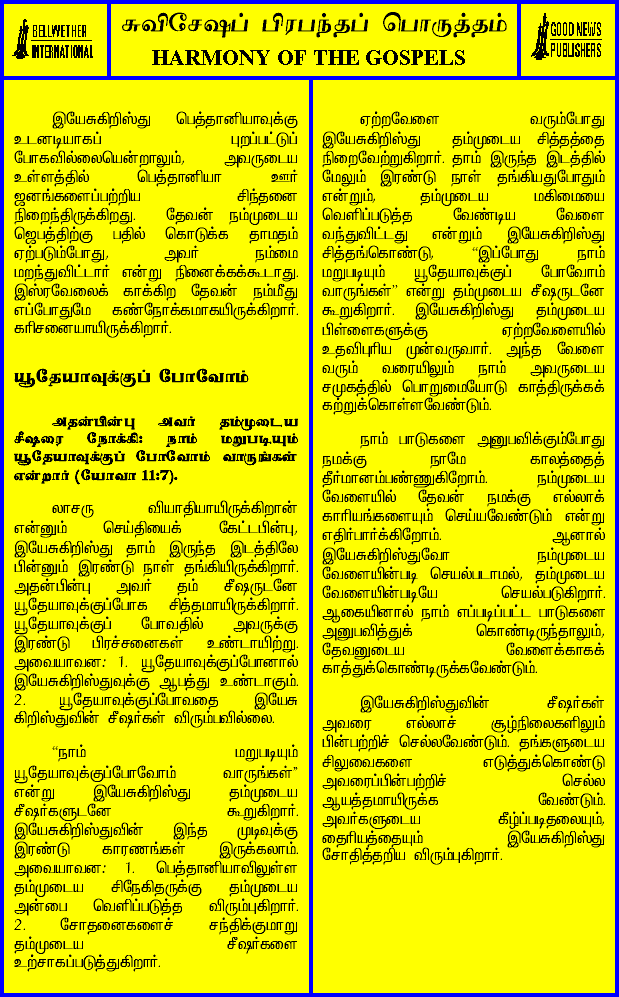 BELLWETHER
INTERNATIONAL
சுவிசேஷப் பிரபந்தப் பொருத்தம்
HARMONY OF THE GOSPELS
GOOD NEWS
PUBLISHERS
இயேசுகிறிஸ்து பெத்தானியாவுக்கு
உடனடியாகப் புறப்பட்டுப்
போகவில்லையென்றாலும், அவருடைய
உள்ளத்தில் பெத்தானியா ஊர்
ஜனங்களைப்பற்றிய சிந்தனை
நிறைந்திருக்கிறது. தேவன் நம்முடைய
ஜெபத்திற்கு பதில் கொடுக்க தாமதம்
ஏற்படும்போது, அவர் நம்மை
மறந்துவிட்டார் என்று நினைக்கக்கூடாது.
இஸ்ரவேலைக் காக்கிற தேவன் நம்மீது
எப்போதுமே கண்நோக்கமாகயிருக்கிறார்.
கரிசனையாயிருக்கிறார்.
யூதேயாவுக்குப் போவோம்
அதன்பின்பு அவர் தம்முடைய
சீஷரை நோக்கி: நாம் மறுபடியும்
யூதேயாவுக்குப் போவோம் வாருங்கள்
என்றார் (யோவா 11:7).
லாசரு வியாதியாயிருக்கிறான்
என்னும் செய்தியைக் கேட்டபின்பு,
இயேசுகிறிஸ்து தாம் இருந்த இடத்திலே
பின்னும் இரண்டு நாள் தங்கியிருக்கிறார்.
அதன்பின்பு அவர் தம் சீஷருடனே
யூதேயாவுக்குப்போக சித்தமாயிருக்கிறார்.
யூதேயாவுக்குப் போவதில் அவருக்கு
இரண்டு பிரச்சனைகள் உண்டாயிற்று.
அவையாவன: 1. யூதேயாவுக்குப்போனால்
இயேசுகிறிஸ்துவுக்கு ஆபத்து உண்டாகும்.
2. யூதேயாவுக்குப்போவதை இயேசு
கிறிஸ்துவின் சீஷர்கள் விரும்பவில்லை.
“நாம் மறுபடியும்
யூதேயாவுக்குப்போவோம் வாருங்கள்”
என்று இயேசுகிறிஸ்து தம்முடைய
சீஷர்களுடனே கூறுகிறார்.
இயேசுகிறிஸ்துவின் இந்த முடிவுக்கு
இரண்டு காரணங்கள் இருக்கலாம்.
அவையாவன: 1. பெத்தானியாவிலுள்ள
தம்முடைய சிநேகிதருக்கு தம்முடைய
அன்பை வெளிப்படுத்த விரும்புகிறார்.
2. சோதனைகளைச் சந்திக்குமாறு
தம்முடைய சீஷர்களை
உற்சாகப்படுத்துகிறார்.
ஏற்றவேளை வரும்போது
இயேசுகிறிஸ்து தம்முடைய சித்தத்தை
நிறைவேற்றுகிறார். தாம் இருந்த இடத்தில்
மேலும் இரண்டு நாள் தங்கியதுபோதும்
என்றும், தம்முடைய மகிமையை
வெளிப்படுத்த வேண்டிய வேளை
வந்துவிட்டது என்றும் இயேசுகிறிஸ்து
சித்தங்கொண்டு, “இப்போது நாம்
மறுபடியும் யூதேயாவுக்குப் போவோம்
வாருங்கள்” என்று தம்முடைய சீஷருடனே
கூறுகிறார். இயேசுகிறிஸ்து தம்முடைய
பிள்ளைகளுக்கு ஏற்றவேளையில்
உதவிபுரிய முன்வருவார். அந்த வேளை
வரும் வரையிலும் நாம் அவருடைய
சமுகத்தில் பொறுமையோடு காத்திருக்கக்
கற்றுக்கொள்ளவேண்டும்.
நாம் பாடுகளை அனுபவிக்கும்போது
நமக்கு நாமே காலத்தைத்
தீர்மானம்பண்ணுகிறோம். நம்முடைய
வேளையில் தேவன் நமக்கு எல்லாக்
காரியங்களையும் செய்யவேண்டும் என்று
எதிர்பார்க்கிறோம். ஆனால்
இயேசுகிறிஸ்துவோ நம்முடைய
வேளையின்படி செயல்படாமல், தம்முடைய
வேளையின்படியே செயல்படுகிறார்.
ஆகையினால் நாம் எப்படிப்பட்ட பாடுகளை
அனுபவித்துக் கொண்டிருந்தாலும்,
தேவனுடைய வேளைக்காகக்
காத்துக்கொண்டிருக்கவேண்டும்.
இயேசுகிறிஸ்துவின் சீஷர்கள்
அவரை எல்லாச் சூழ்நிலைகளிலும்
பின்பற்றிச் செல்லவேண்டும். தங்களுடைய
சிலுவைகளை எடுத்துக்கொண்டு
அவரைப்பின்பற்றிச் செல்ல
ஆயத்தமாயிருக்க வேண்டும்.
அவர்களுடைய கீழ்ப்படிதலையும்,
தைரியத்தையும் இயேசுகிறிஸ்து
சோதித்தறிய விரும்புகிறார்.